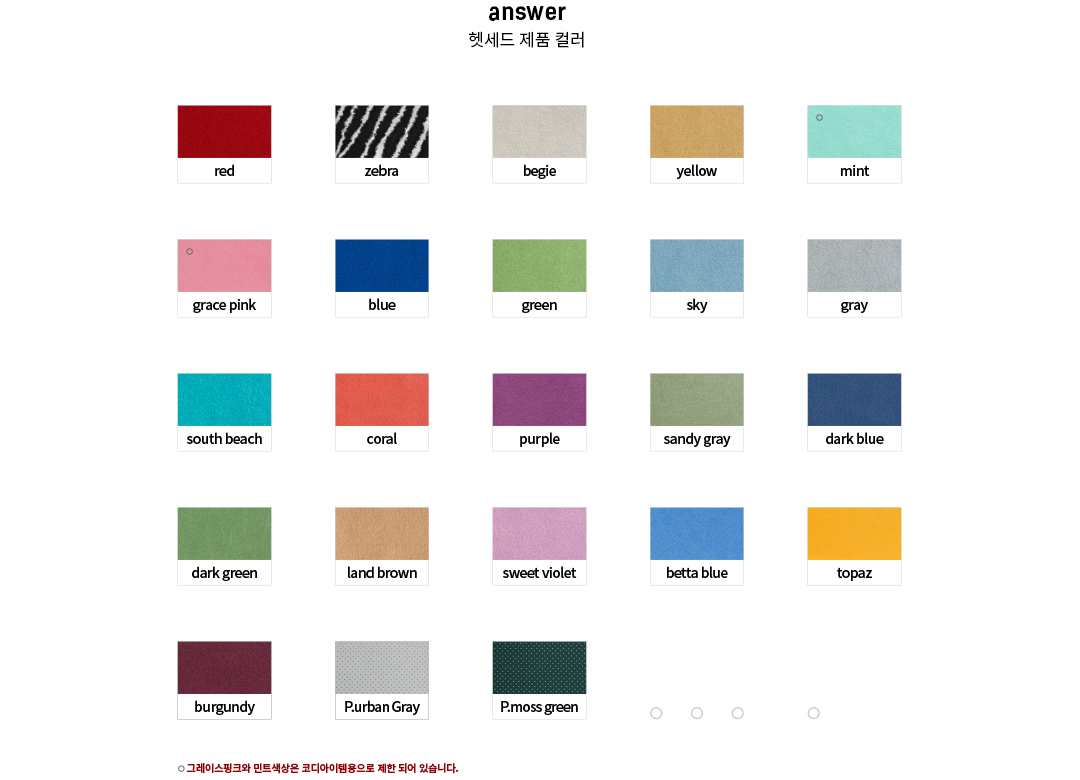 answer
헷세드 제품 컬러
red
zebra
begie
yellow
mint
grace pink
blue
green
sky
gray
south beach
coral
purple
sandy gray
dark blue
dark green
land brown
sweet violet
betta blue
topaz
burgundy
P.urban Gray
P.moss green
그레이스핑크와 민트색상은 코디아이템용으로 제한 되어 있습니다.